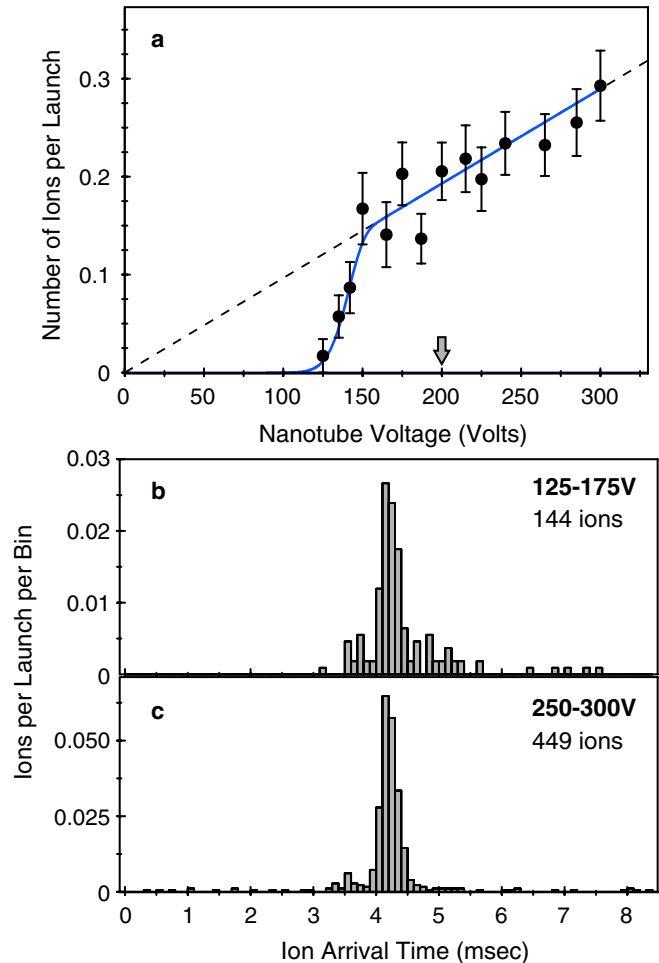 a
Number of Ions per Launch
0.3
0.2
0.1
0
0 50 100 150 200 250 300
Nanotube Voltage (Volts)
Ions per Launch per Bin
0.03
b
125-175V
144 ions
0.02
0.01
0
c
250-300V
449 ions
0.050
0.025
0
0 1 2 3 4 5 6 7 8
Ion Arrival Time (msec)